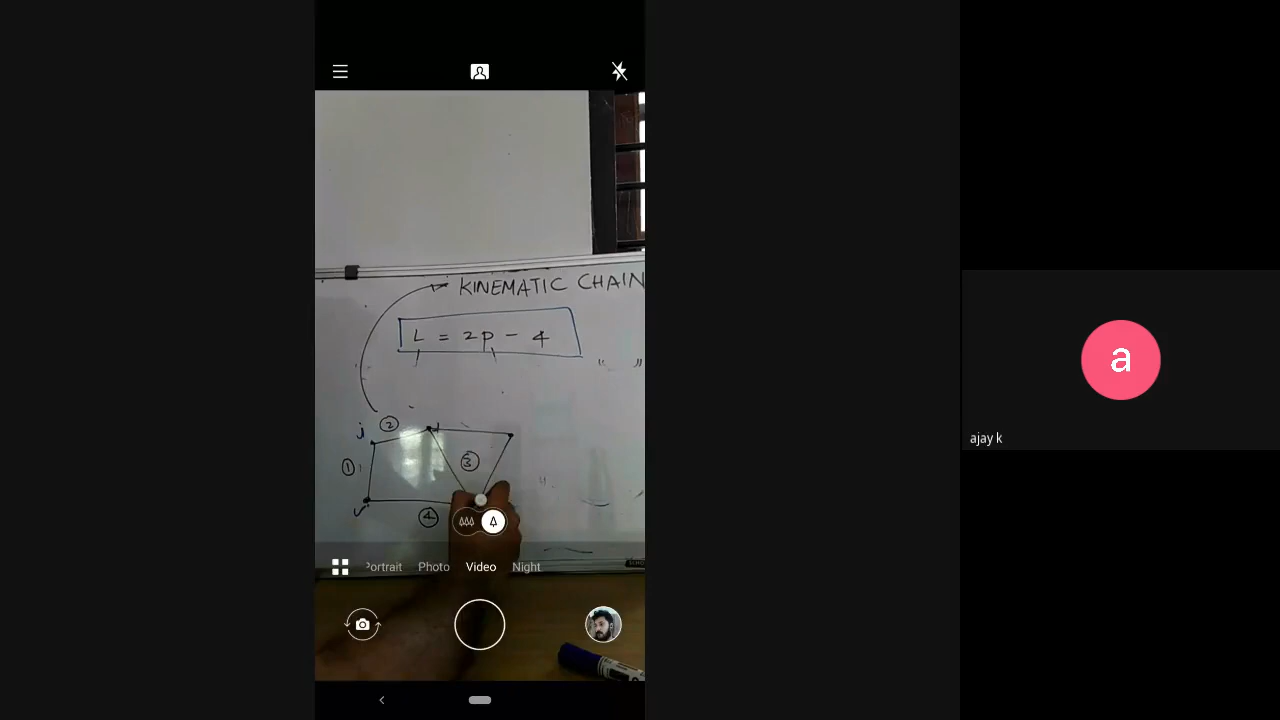 KINEMATIC CHAIN
L = 2p - 4
" "
j ②
① ③
④
Portrait Photo Video Night
a
ajay k